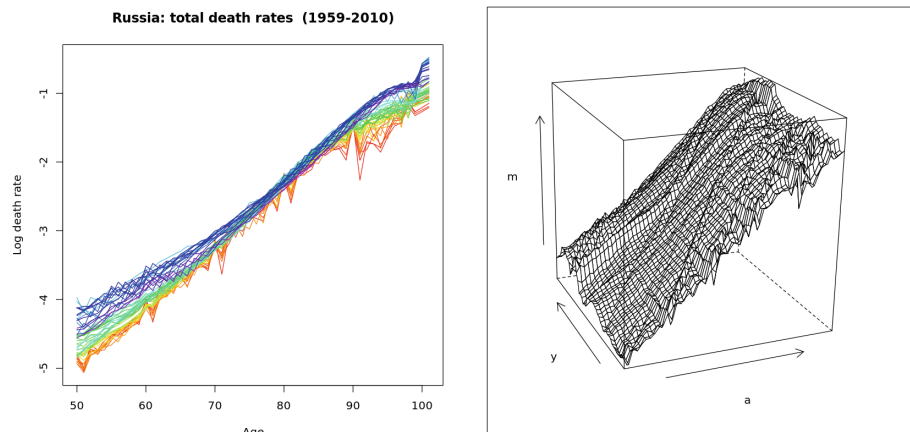 Russia: total death rates (1959-2010)
Log death rate
-1
-2
-3
-4
-5
50 60 70 80 90 100
Age
m
y
a